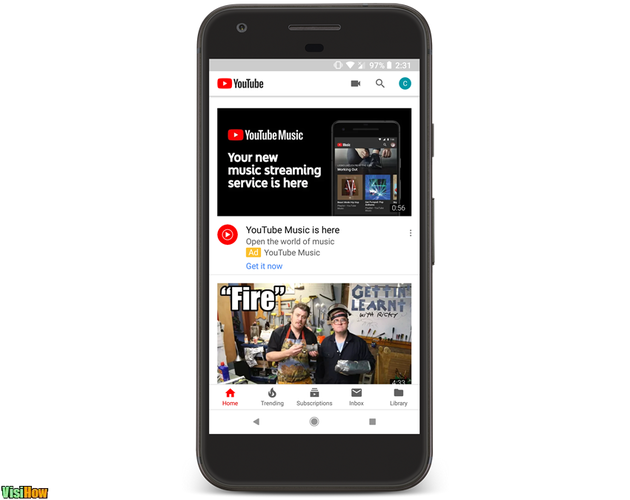 97% 2:31
YouTube
C
YouTube Music
Your new
music streaming
service is here
Working Out
0:56
YouTube Music is here
Open the world of music
Ad YouTube Music
Get it now
“Fire”
GETTIN'
LEARNT
WITH RICKY
4:33
Home Trending Subscriptions Inbox Library
VisiHow